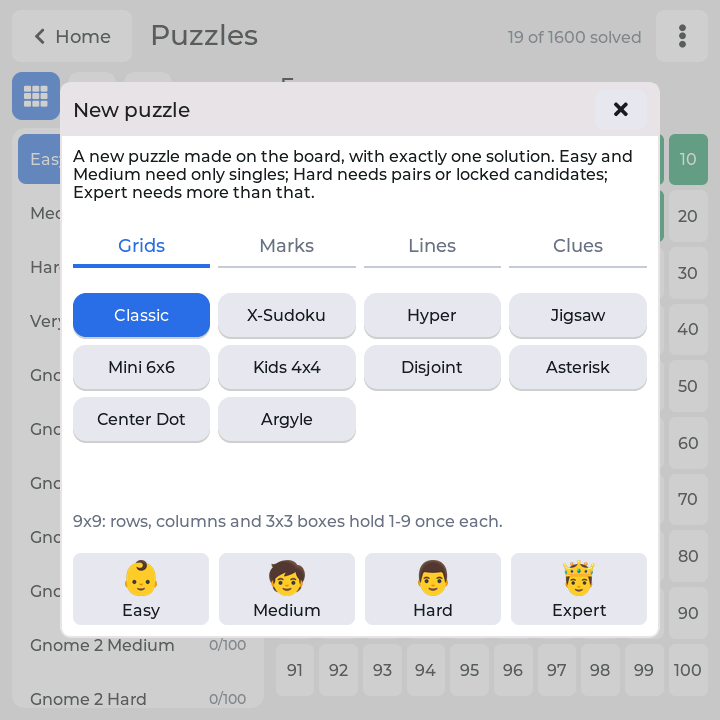 Home
Puzzles
19 of 1600 solved
New puzzle
A new puzzle made on the board, with exactly one solution. Easy and
Medium need only singles; Hard needs pairs or locked candidates;
Expert needs more than that.
Grids
Marks
Lines
Clues
Classic
X-Sudoku
Hyper
Jigsaw
Mini 6x6
Kids 4x4
Disjoint
Asterisk
Center Dot
Argyle
9x9: rows, columns and 3x3 boxes hold 1-9 once each.
Easy
Medium
Hard
Expert
10
20
30
40
50
60
70
80
90
Gnome 2 Medium 0/100
91 92 93 94 95 96 97 98 99 100
Gnome 2 Hard 0/100